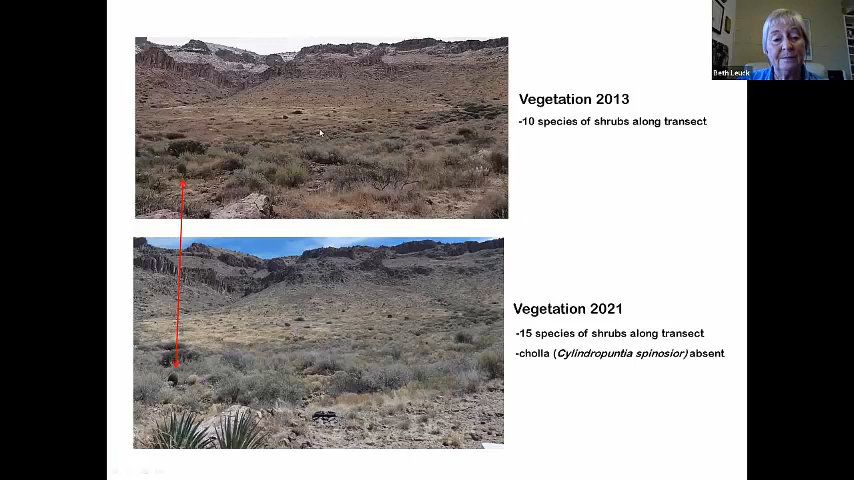 Beth Leuck
Vegetation 2013
-10 species of shrubs along transect
Vegetation 2021
-15 species of shrubs along transect
-cholla (Cylindropuntia spinosior) absent